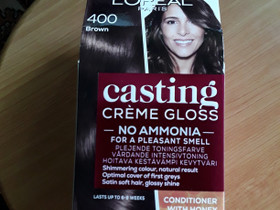 L'ORÉAL
PARIS
400
Brown
casting
CRÈME GLOSS
NO AMMONIA
FOR A PLEASANT SMELL
PLEJENDE TONINGSFARVE
VÅRDANDE INTENSIVTONING
HOITAVA KESTÄVÄMPI KEVYTVÄRI
Shimmering colour, natural result
Optimal cover of first greys
Satin soft hair, glossy shine
LASTS UP TO 6-8 WEEKS
CONDITIONER
WITH HONEY